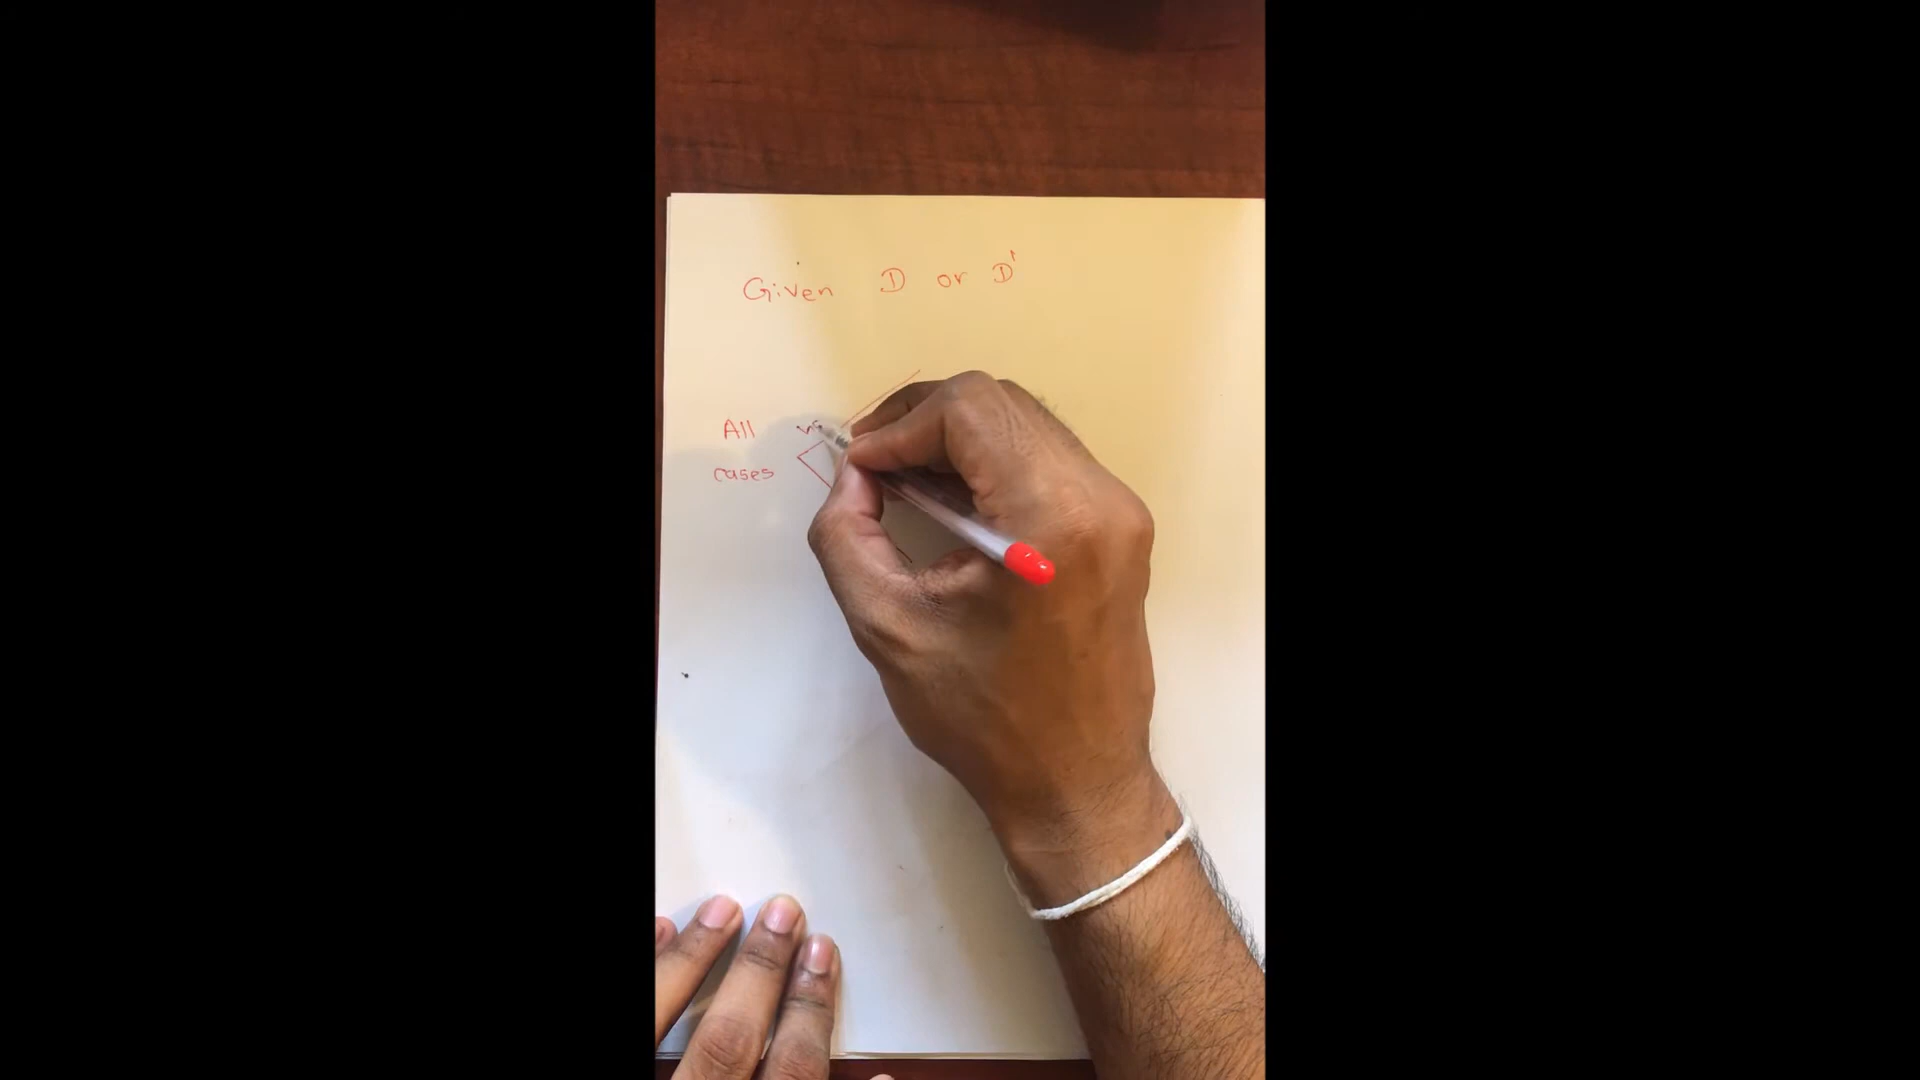 Given D or D'
All
cases